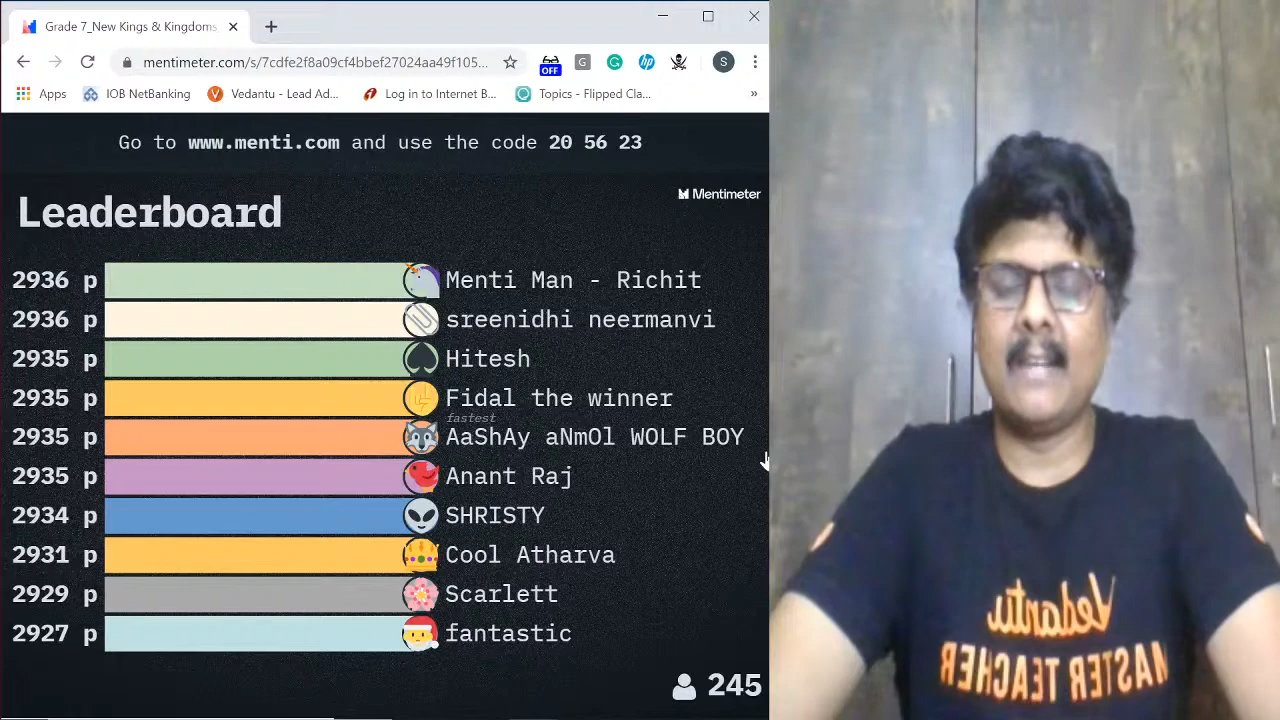 Grade 7_New Kings & Kingdoms
mentimeter.com/s/7cdfe2f8a09cf4bbef27024aa49f105...
OFF
G
G
hp
S
Apps
IOB NetBanking
Vedantu - Lead Ad...
Log in to Internet B...
Topics - Flipped Cla...
»
Go to www.menti.com and use the code 20 56 23
Mentimeter
Leaderboard
2936 p Menti Man - Richit
2936 p sreenidhi neermanvi
2935 p Hitesh
2935 p Fidal the winner
fastest
2935 p AaShAy aNmOl WOLF BOY
2935 p Anant Raj
2934 p SHRISTY
2931 p Cool Atharva
2929 p Scarlett
2927 p fantastic
245
Vedantu
MASTER TEACHER